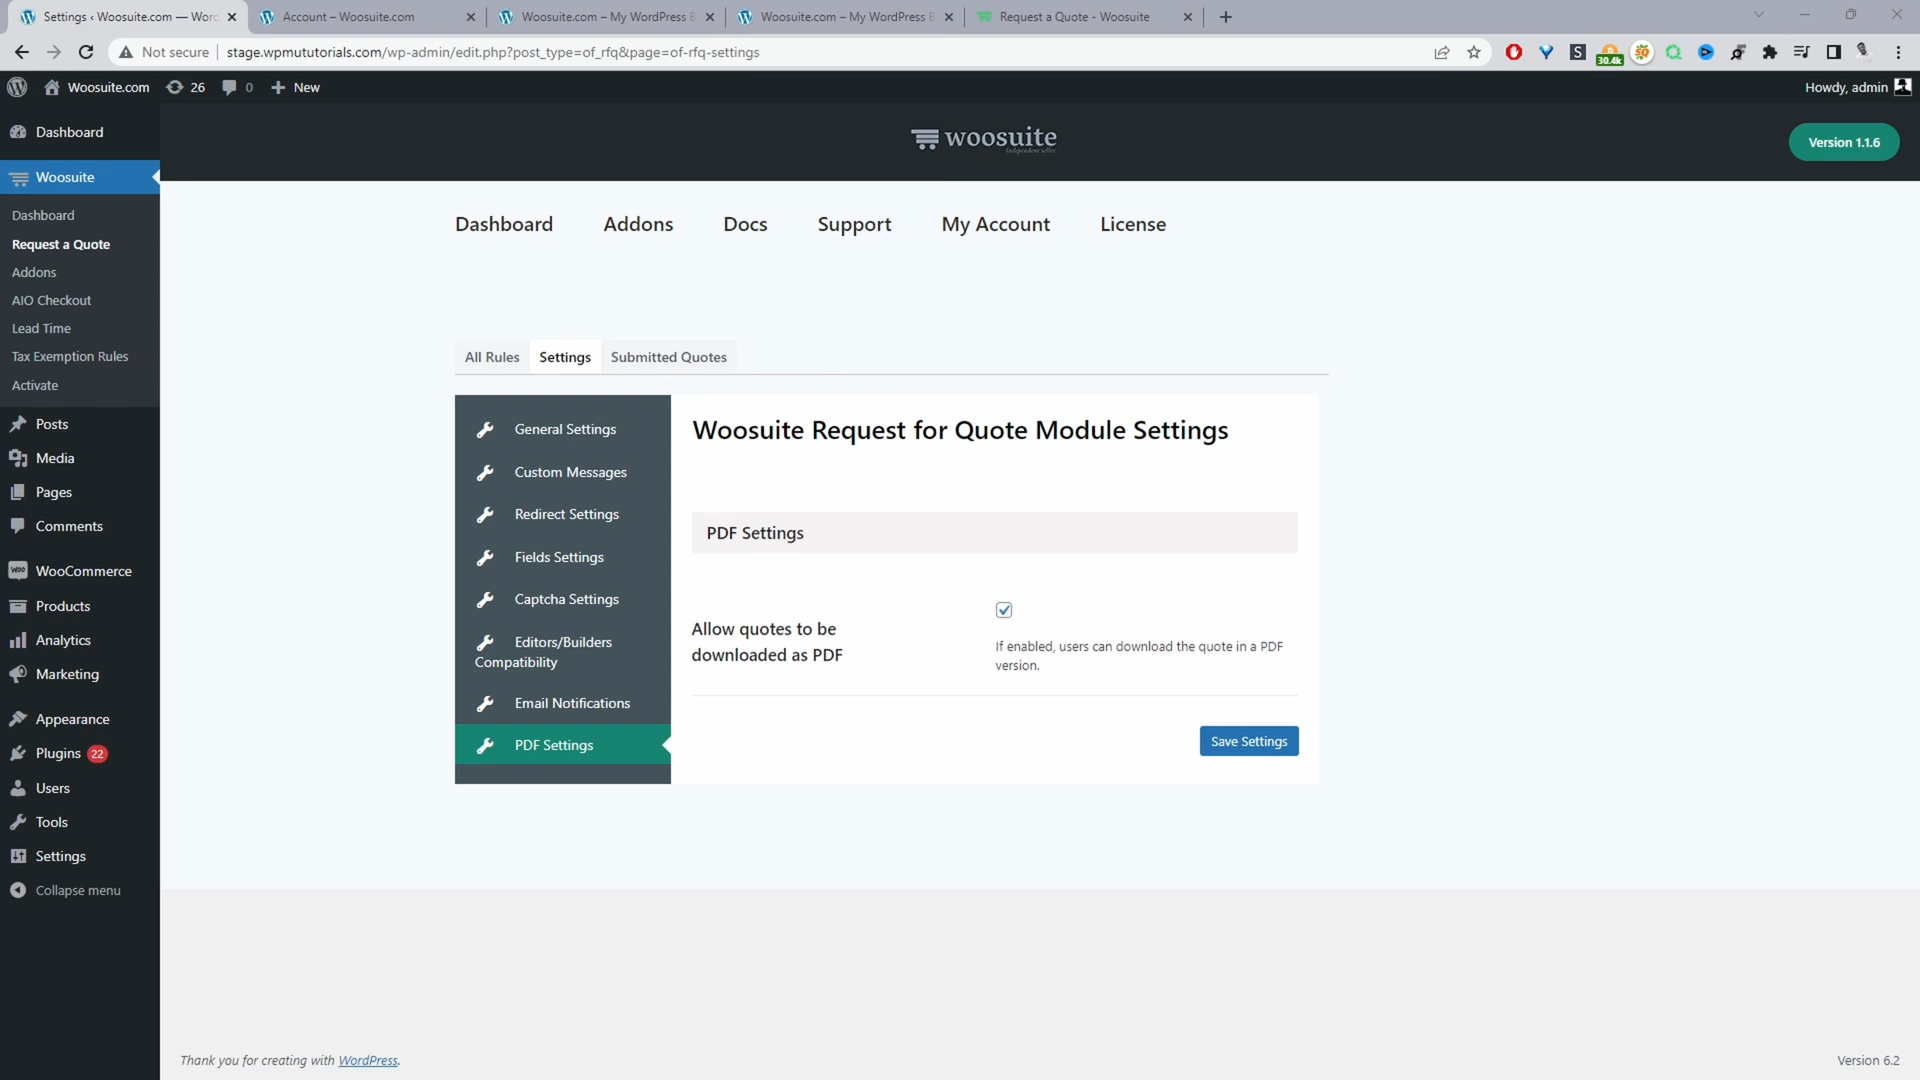 Settings ‹ Woosuite.com — Wor
Account – Woosuite.com
Woosuite.com – My WordPress B
Woosuite.com – My WordPress B
Request a Quote - Woosuite
Not secure
stage.wpmututorials.com/wp-admin/edit.php?post_type=of_rfq&page=of-rfq-settings
S
30.4k
SQ
Woosuite.com
26
0
New
Howdy, admin
Dashboard
woosuite
Independent seller
Version 1.1.6
Woosuite
Dashboard
Request a Quote
Addons
AIO Checkout
Lead Time
Tax Exemption Rules
Activate
Posts
Media
Pages
Comments
WOO
WooCommerce
Products
Analytics
Marketing
Appearance
Plugins 22
Users
Tools
Settings
Collapse menu
Dashboard
Addons
Docs
Support
My Account
License
All Rules
Settings
Submitted Quotes
General Settings
Custom Messages
Redirect Settings
Fields Settings
Captcha Settings
Editors/Builders
Compatibility
Email Notifications
PDF Settings
Woosuite Request for Quote Module Settings
PDF Settings
Allow quotes to be
downloaded as PDF
If enabled, users can download the quote in a PDF
version.
Save Settings
Thank you for creating with WordPress.
Version 6.2